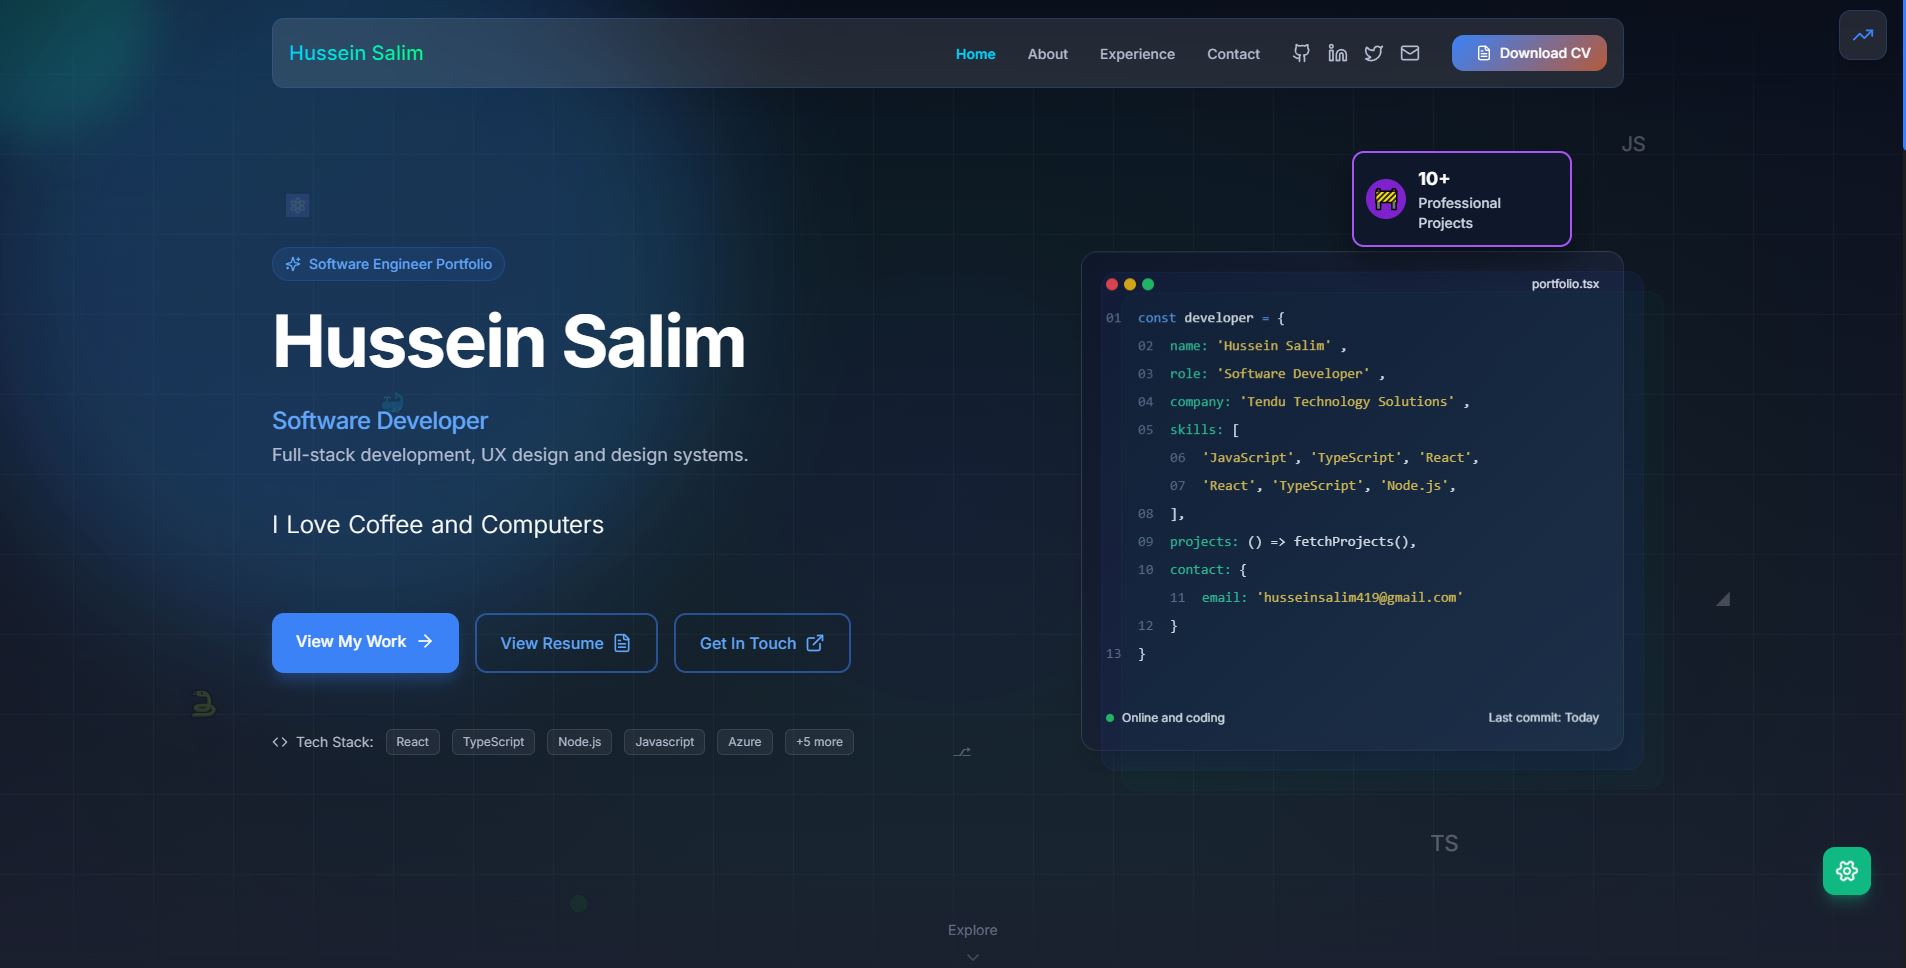 Hussein Salim
Home
About
Experience
Contact
Download CV
JS
10+
Professional
Projects
Software Engineer Portfolio
Hussein Salim
Software Developer
Full-stack development, UX design and design systems.
I Love Coffee and Computers
View My Work
View Resume
Get In Touch
Tech Stack:
React
TypeScript
Node.js
Javascript
Azure
+5 more
portfolio.tsx
01 const developer = {
02 name: 'Hussein Salim' ,
03 role: 'Software Developer' ,
04 company: 'Tendu Technology Solutions' ,
05 skills: [
06 'JavaScript', 'TypeScript', 'React',
07 'React', 'TypeScript', 'Node.js',
08 ],
09 projects: () => fetchProjects(),
10 contact: {
11 email: 'husseinsalim419@gmail.com'
12 }
13 }
Online and coding
Last commit: Today
TS
Explore